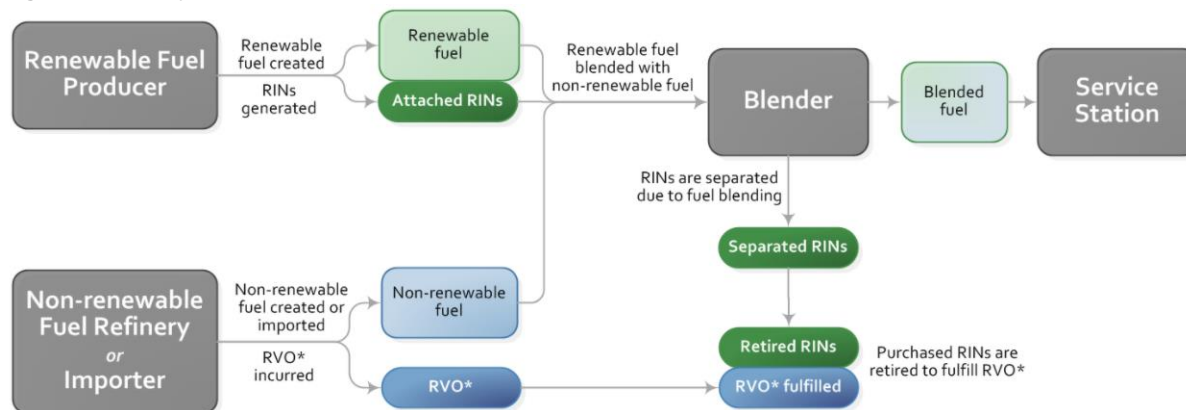 Renewable Fuel
Producer
Renewable
fuel created
RINs
generated
Renewable
fuel
Attached RINs
Renewable fuel
blended with
non-renewable fuel
Blender
Blended
fuel
Service
Station
RINs are separated
due to fuel blending
Separated RINs
Non-renewable
Fuel Refinery
or
Importer
Non-renewable
fuel created or
imported
RVO*
incurred
Non-renewable
fuel
RVO*
Retired RINs
RVO* fulfilled
Purchased RINs are
retired to fulfill RVO*